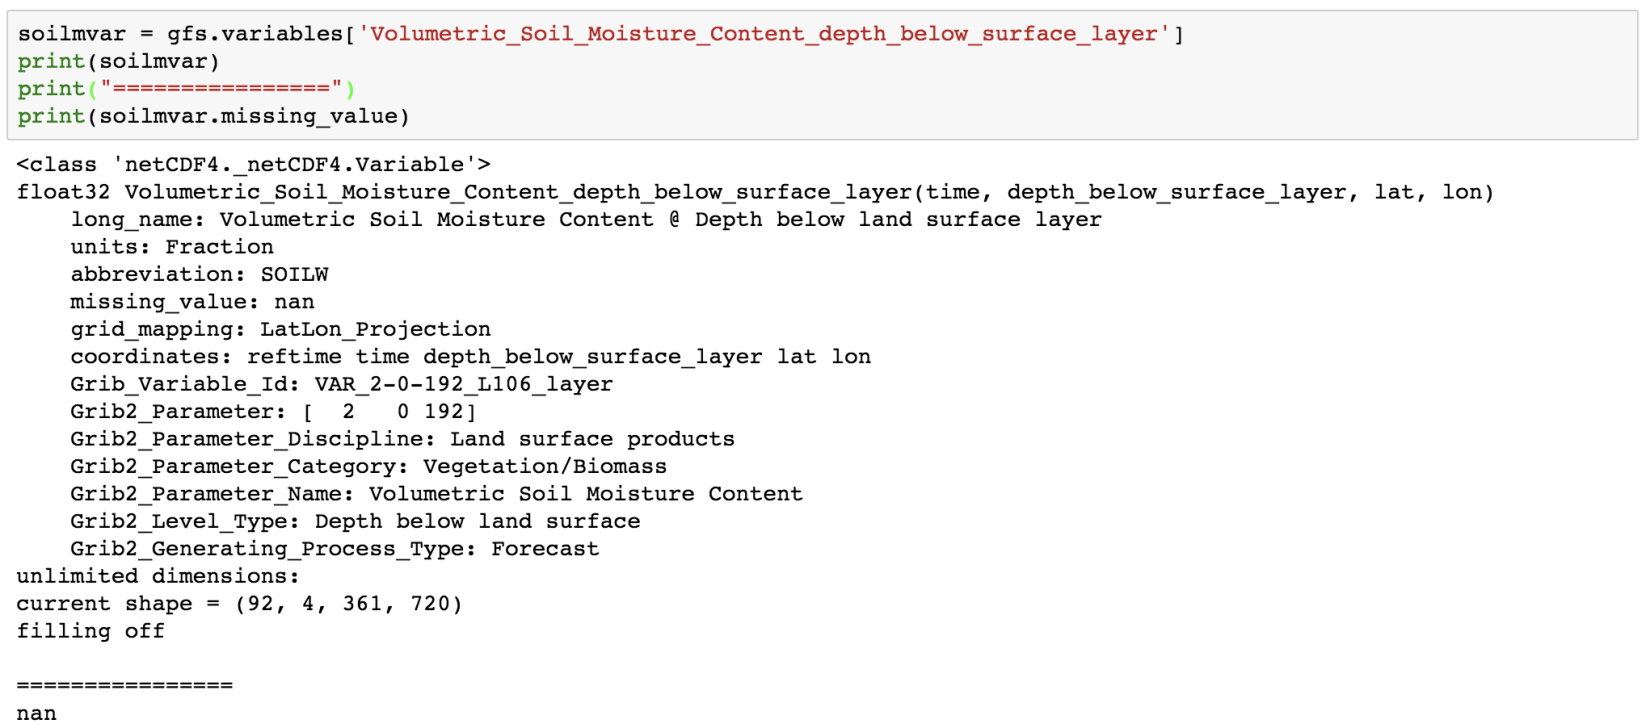 soilmvar = gfs.variables['Volumetric_Soil_Moisture_Content_depth_below_surface_layer']
print(soilmvar)
print("================")
print(soilmvar.missing_value)
<class 'netCDF4._netCDF4.Variable'>
float32 Volumetric_Soil_Moisture_Content_depth_below_surface_layer(time, depth_below_surface_layer, lat, lon)
    long_name: Volumetric Soil Moisture Content @ Depth below land surface layer
    units: Fraction
    abbreviation: SOILW
    missing_value: nan
    grid_mapping: LatLon_Projection
    coordinates: reftime time depth_below_surface_layer lat lon
    Grib_Variable_Id: VAR_2-0-192_L106_layer
    Grib2_Parameter: [  2   0 192]
    Grib2_Parameter_Discipline: Land surface products
    Grib2_Parameter_Category: Vegetation/Biomass
    Grib2_Parameter_Name: Volumetric Soil Moisture Content
    Grib2_Level_Type: Depth below land surface
    Grib2_Generating_Process_Type: Forecast
unlimited dimensions:
current shape = (92, 4, 361, 720)
filling off
================
nan